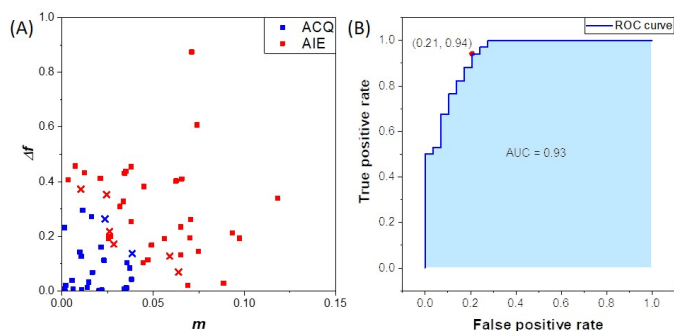 (A)
ACQ
AIE
1.0
0.8
0.6
0.4
0.2
0.0
Δf
0.00
0.05
0.10
0.15
m
(B)
ROC curve
(0.21, 0.94)
1.0
0.8
0.6
0.4
0.2
0.0
True positive rate
AUC = 0.93
0.0
0.2
0.4
0.6
0.8
1.0
False positive rate